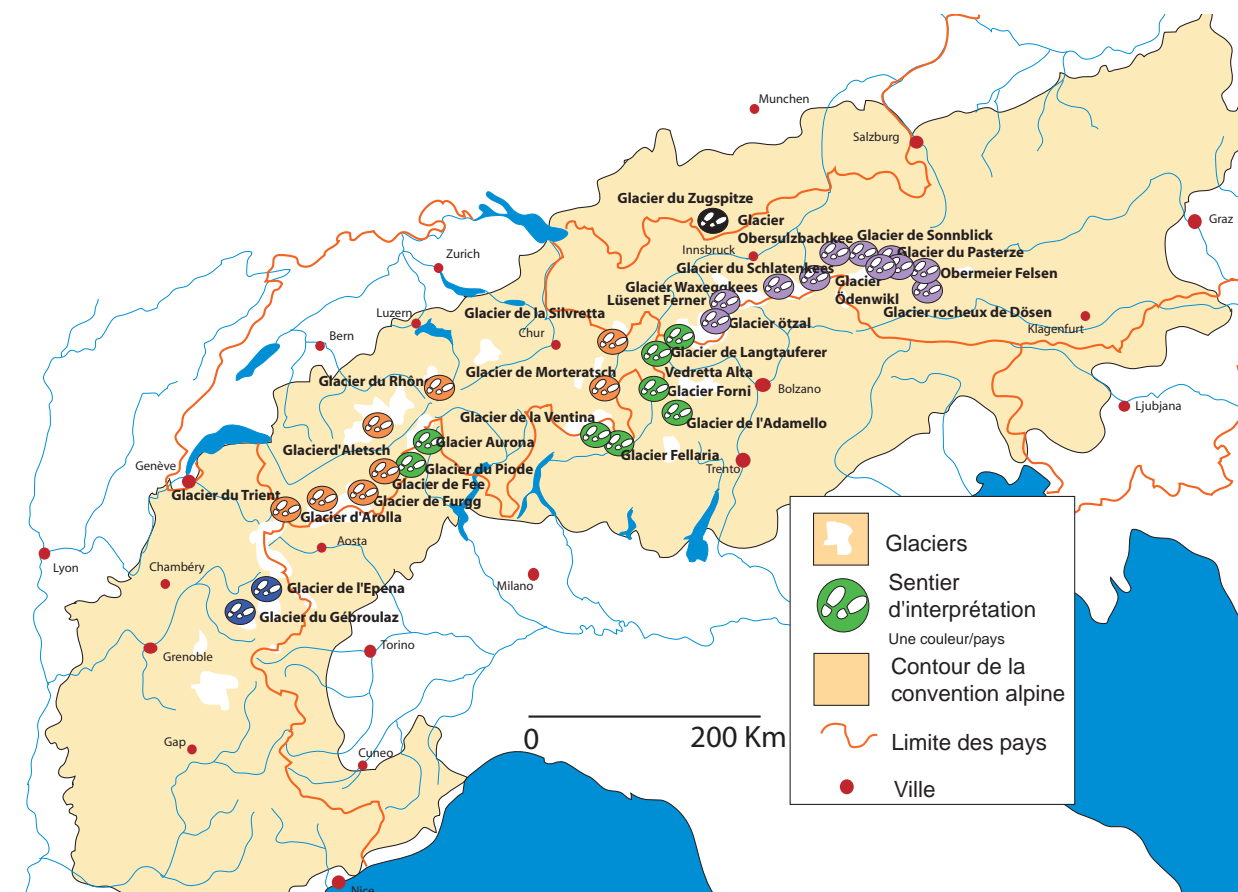 Munchen
Salzburg
Glacier du Zugspitze
Glacier
Obersulzbachkee
Glacier de Sonnblick
Graz
Innsbruck
Glacier du Pasterze
Zurich
Glacier du Schlatenkees
Obermeier Felsen
Glacier Waxeggkees
Glacier
Ödenwikl
Lüsenet Ferner
Glacier de la Silvretta
Luzern
Glacier rocheux de Dösen
Glacier ötzal
Klagenfurt
Bern
Chur
Glacier de Langtauferer
Glacier de Morteratsch
Vedretta Alta
Glacier du Rhôn
Glacier Forni
Bolzano
Ljubjana
Glacier de la Ventina
Glacier de l'Adamello
Glacier Aurona
Glacierd'Aletsch
Glacier Fellaria
Genève
Glacier du Piode
Trento
Glacier de Fee
Glacier du Trient
Glacier de Furgg
Glacier d'Arolla
Aosta
Lyon
Chambéry
Milano
Glacier de l'Epena
Glacier du Gébroulaz
Torino
Grenoble
Gap
Cuneo
Nice
0
200 Km
Glaciers
Sentier
d'interprétation
Une couleur/pays
Contour de la
convention alpine
Limite des pays
Ville